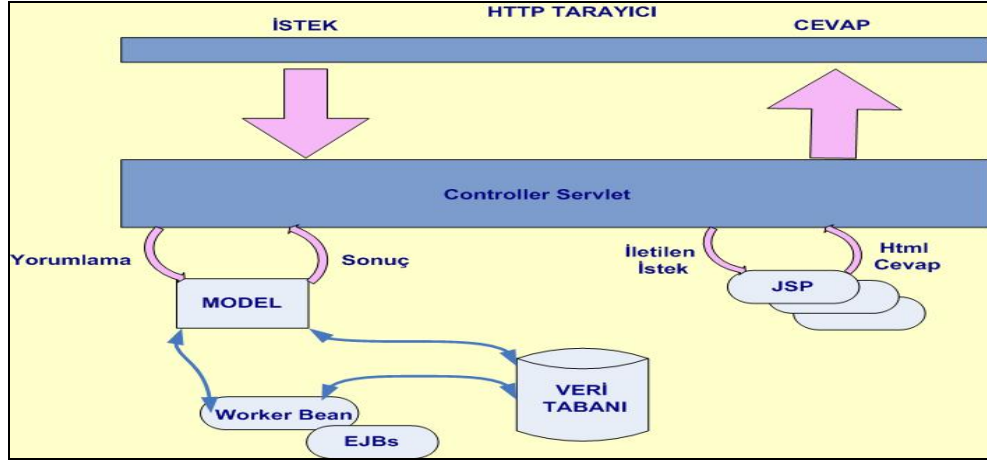 HTTP TARAYICI
İSTEK
CEVAP
Controller Servlet
Yorumlama
Sonuç
İletilen
İstek
Html
Cevap
JSP
MODEL
VERİ
TABANI
Worker Bean
EJBs